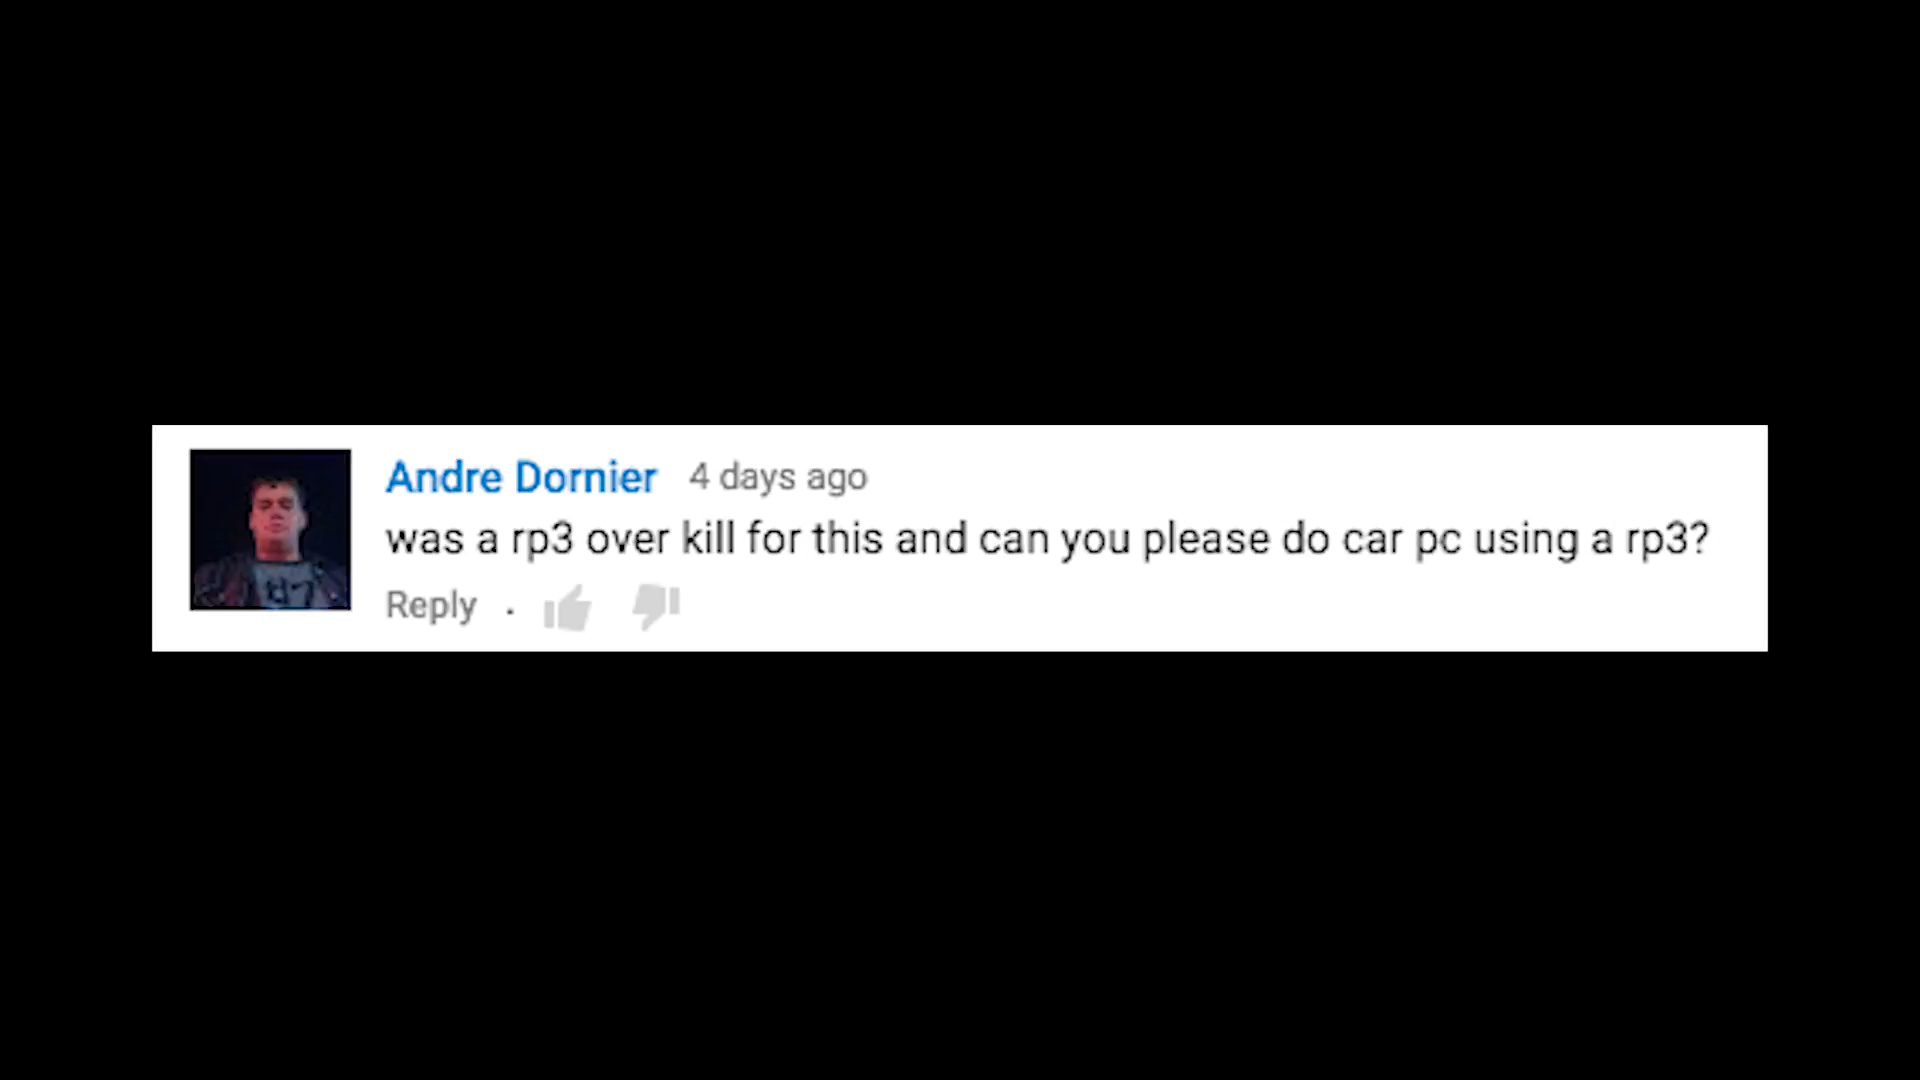 Andre Dornier 4 days ago
was a rp3 over kill for this and can you please do car pc using a rp3?
Reply .